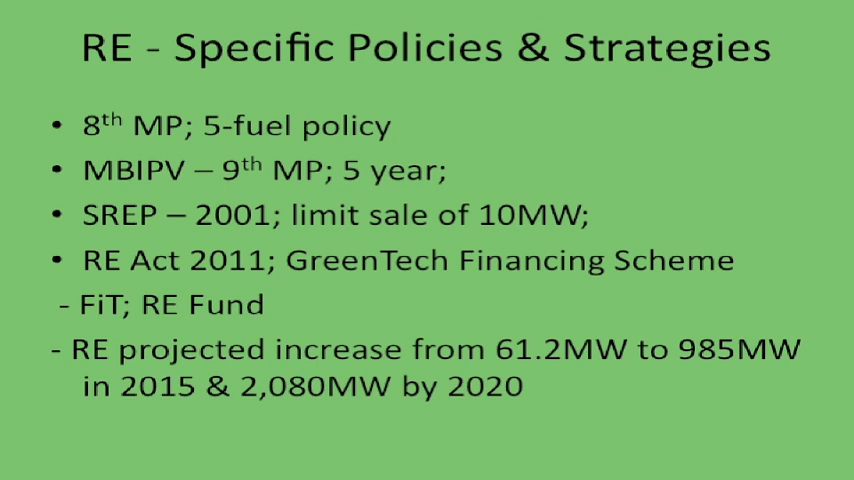 RE - Specific Policies & Strategies
• 8th MP; 5-fuel policy
• MBIPV – 9th MP; 5 year;
• SREP – 2001; limit sale of 10MW;
• RE Act 2011; GreenTech Financing Scheme
- FiT; RE Fund
- RE projected increase from 61.2MW to 985MW
in 2015 & 2,080MW by 2020